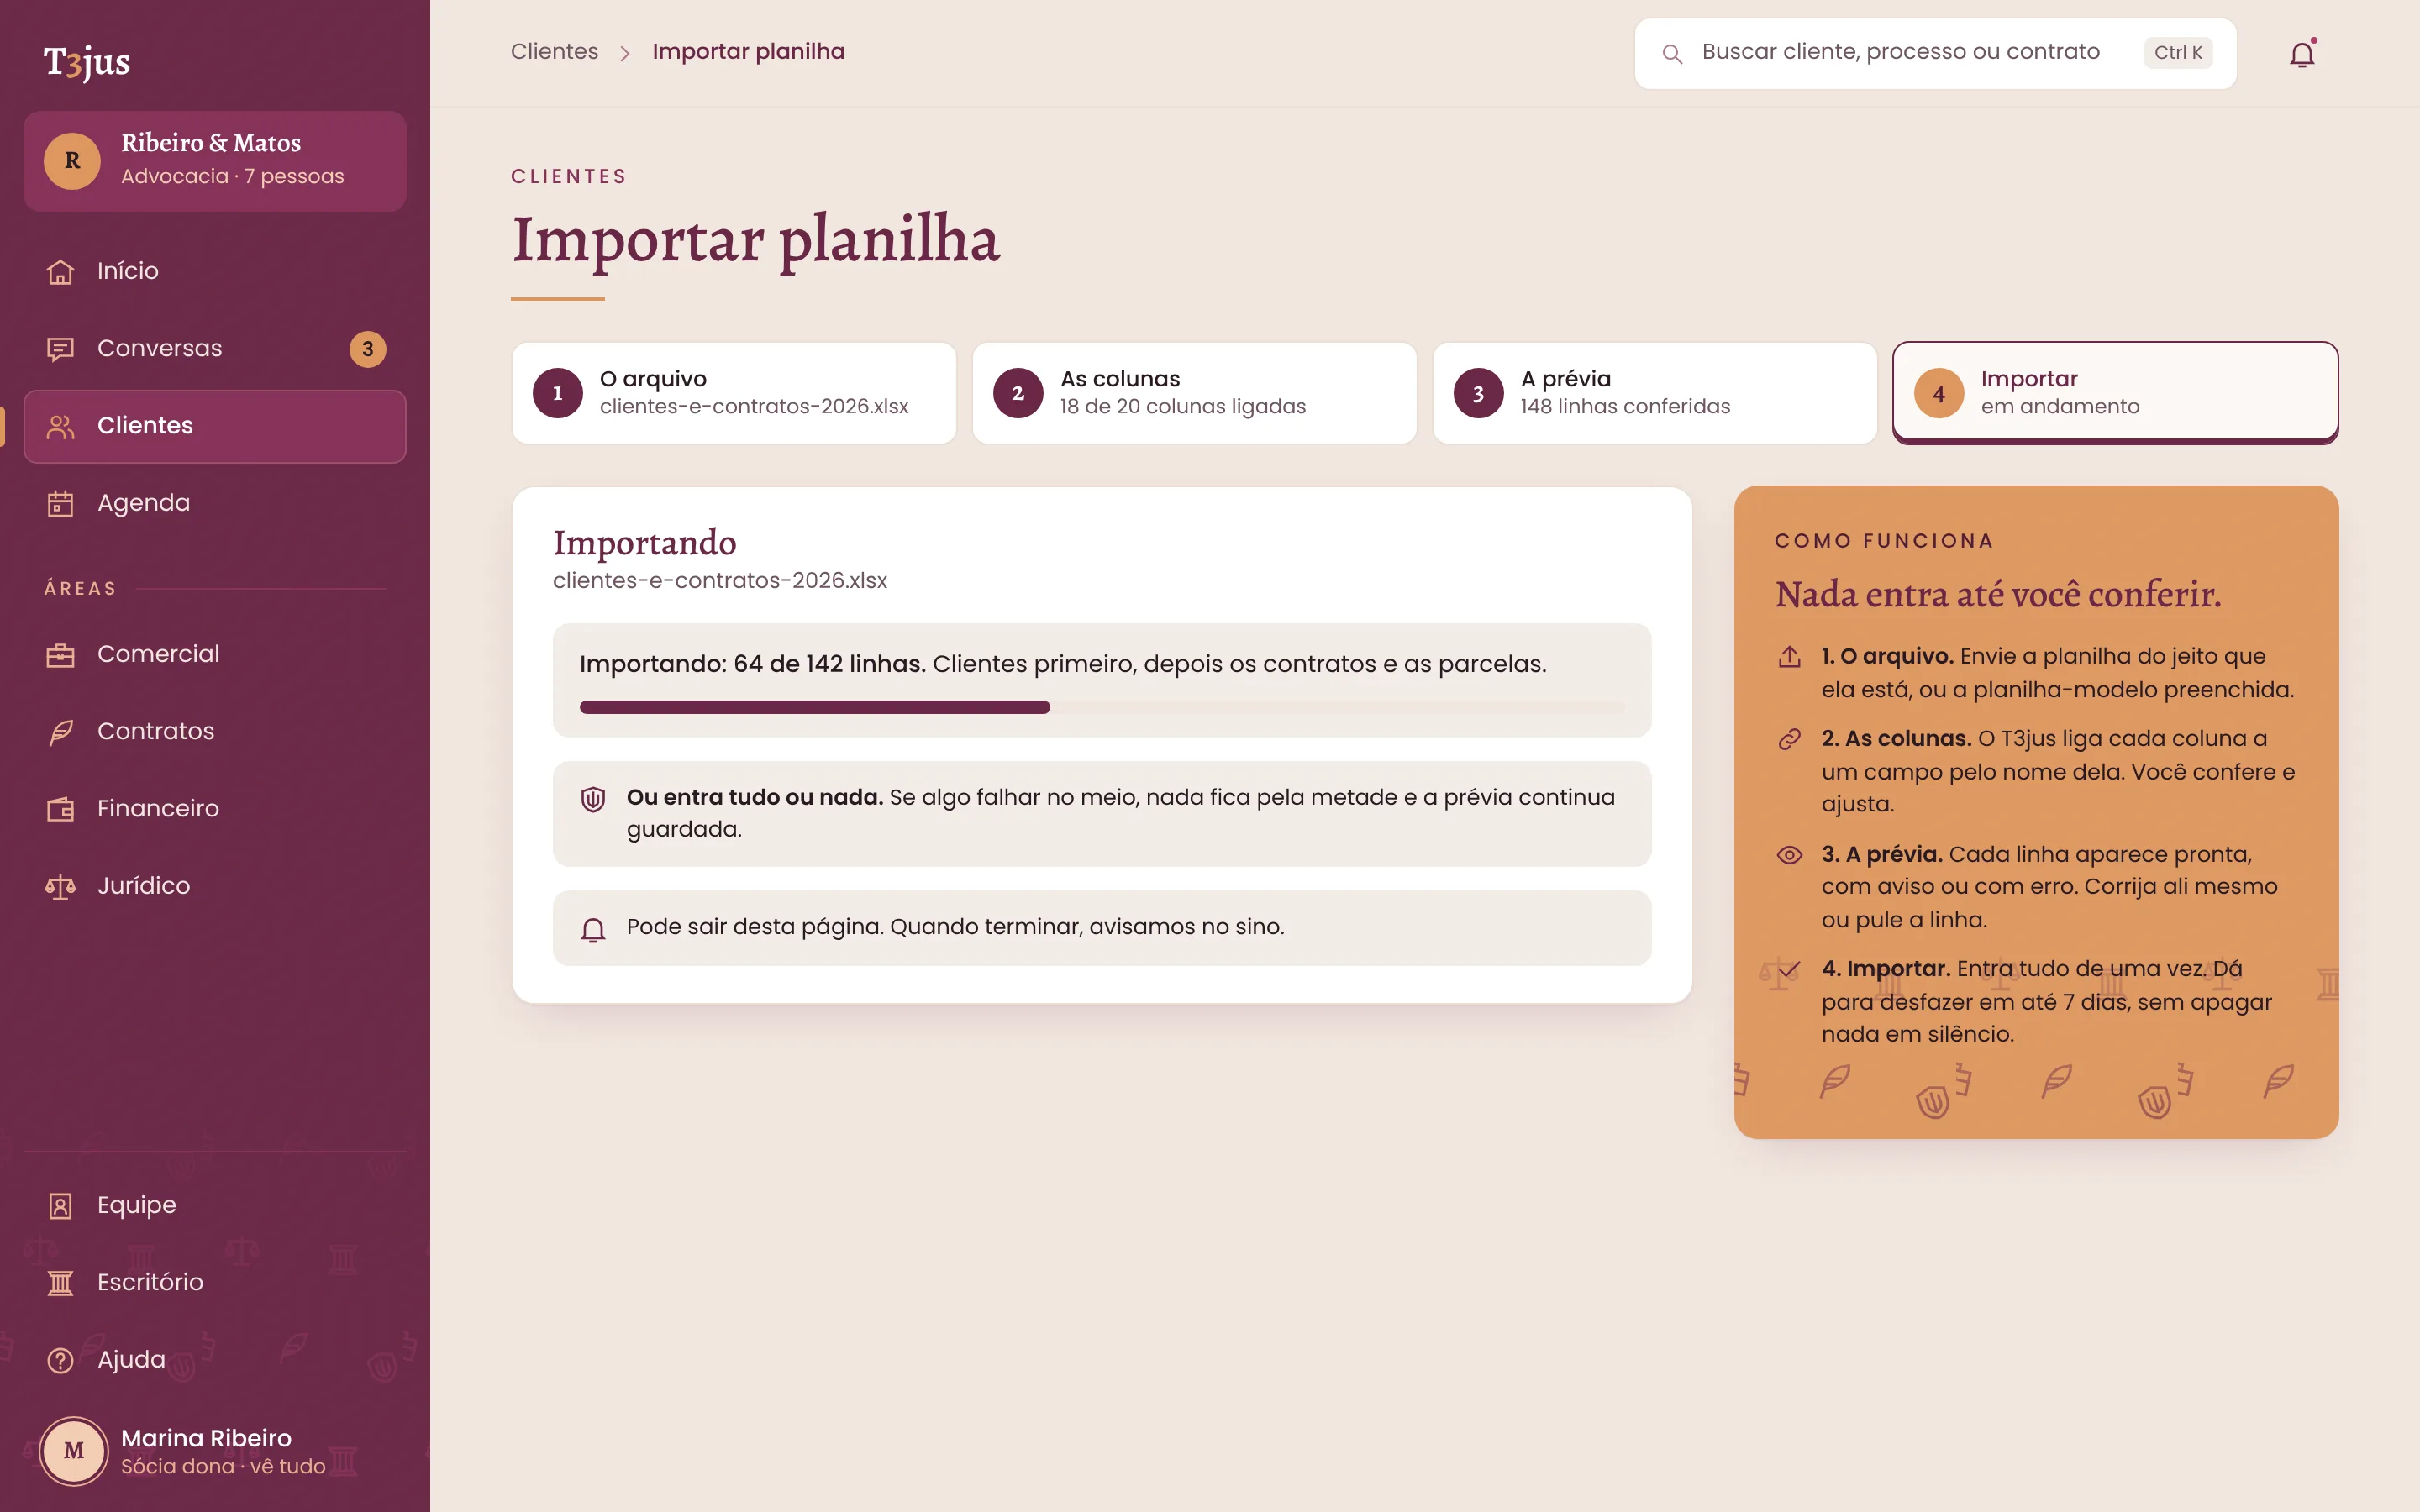 T3jus
R
Ribeiro & Matos
Advocacia · 7 pessoas
Início
Conversas
3
Clientes
Agenda
ÁREAS
Comercial
Contratos
Financeiro
Jurídico
Equipe
Escritório
Ajuda
M
Marina Ribeiro
Sócia dona · vê tudo
Clientes
Importar planilha
Buscar cliente, processo ou contrato
Ctrl K
CLIENTES
Importar planilha
1
O arquivo
clientes-e-contratos-2026.xlsx
2
As colunas
18 de 20 colunas ligadas
3
A prévia
148 linhas conferidas
4
Importar
em andamento
Importando
clientes-e-contratos-2026.xlsx
Importando: 64 de 142 linhas. Clientes primeiro, depois os contratos e as parcelas.
Ou entra tudo ou nada. Se algo falhar no meio, nada fica pela metade e a prévia continua
guardada.
Pode sair desta página. Quando terminar, avisamos no sino.
COMO FUNCIONA
Nada entra até você conferir.
1. O arquivo. Envie a planilha do jeito que
ela está, ou a planilha-modelo preenchida.
2. As colunas. O T3jus liga cada coluna a
um campo pelo nome dela. Você confere e
ajusta.
3. A prévia. Cada linha aparece pronta,
com aviso ou com erro. Corrija ali mesmo
ou pule a linha.
4. Importar. Entra tudo de uma vez. Dá
para desfazer em até 7 dias, sem apagar
nada em silêncio.